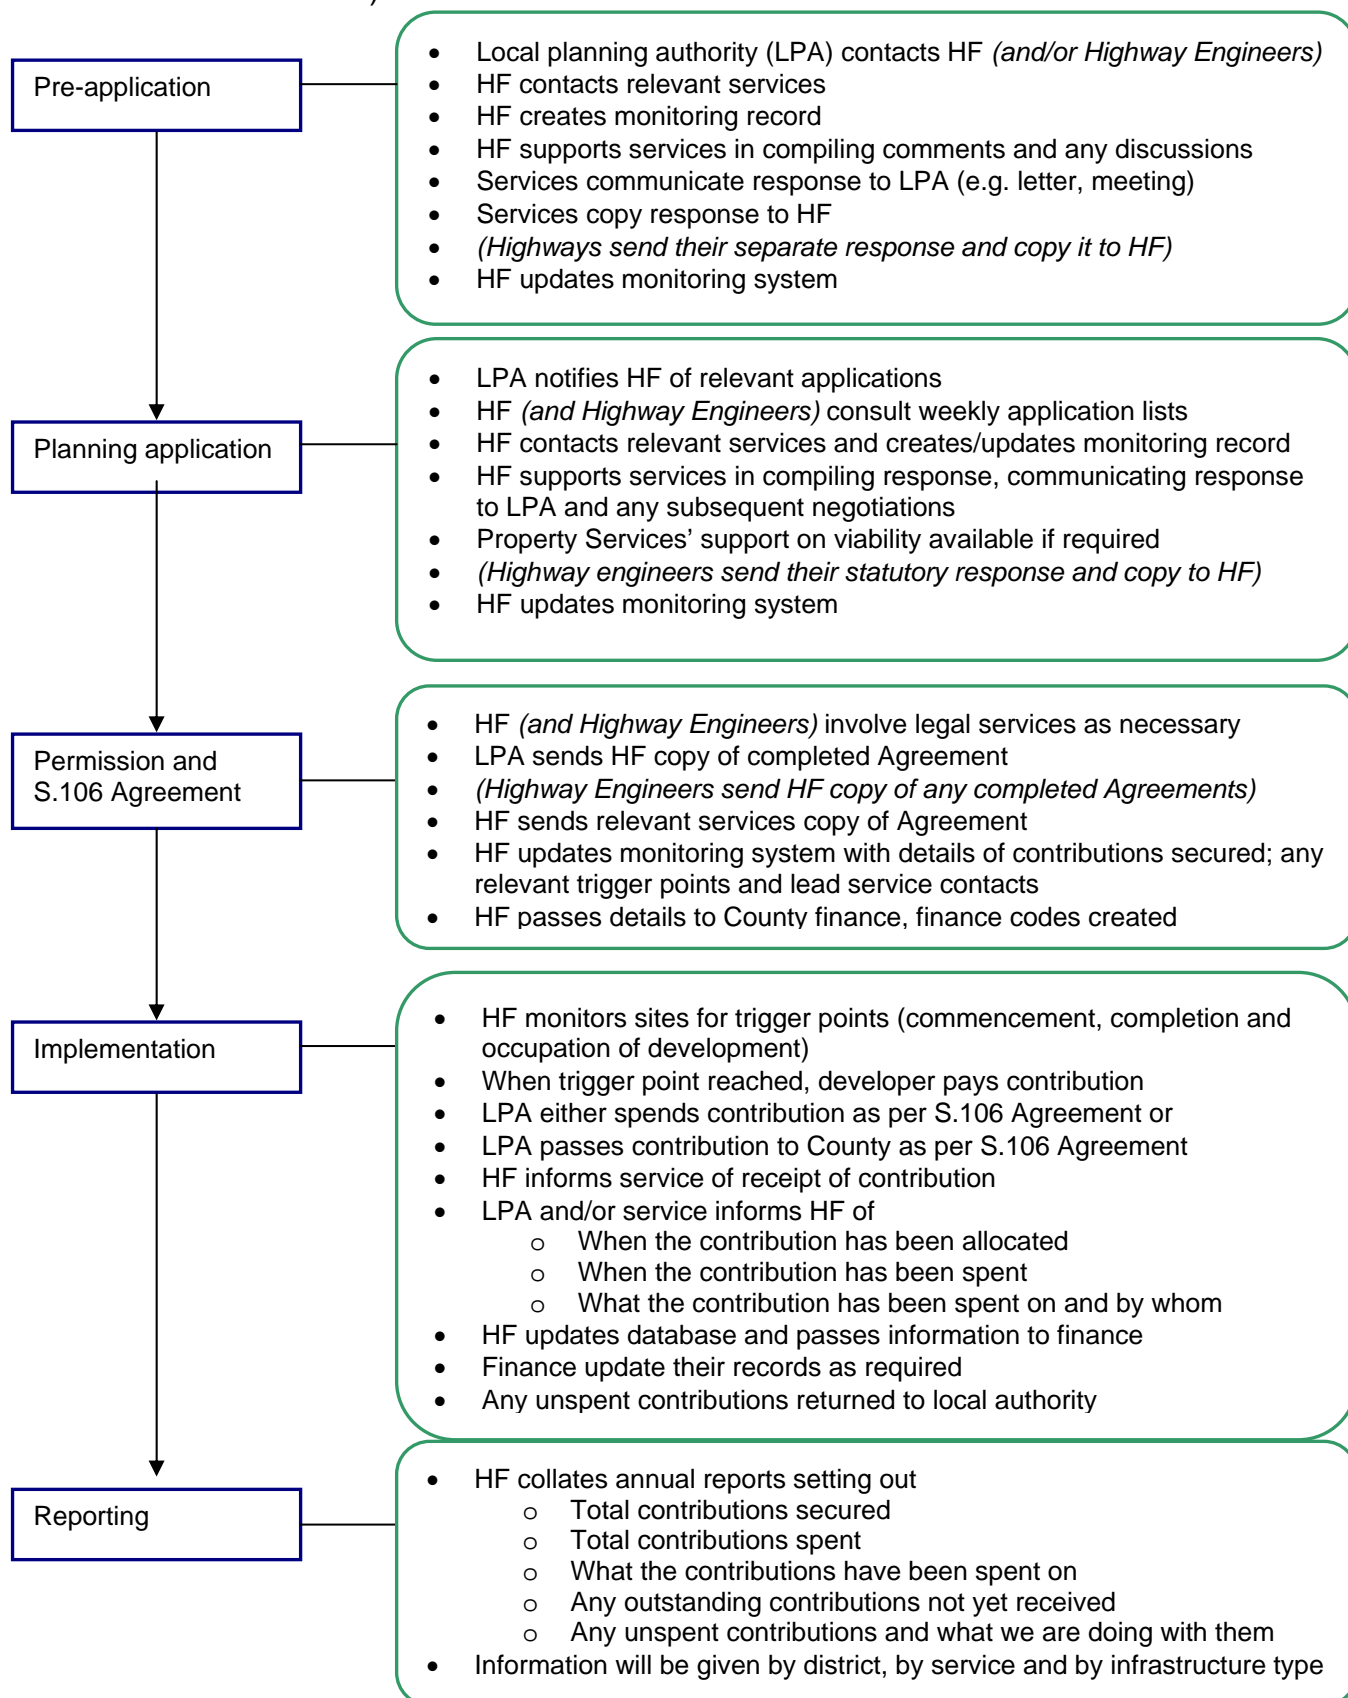 )
Pre-application
• Local planning authority (LPA) contacts HF (and/or Highway Engineers)
• HF contacts relevant services
• HF creates monitoring record
• HF supports services in compiling comments and any discussions
• Services communicate response to LPA (e.g. letter, meeting)
• Services copy response to HF
• (Highways send their separate response and copy it to HF)
• HF updates monitoring system
Planning application
• LPA notifies HF of relevant applications
• HF (and Highway Engineers) consult weekly application lists
• HF contacts relevant services and creates/updates monitoring record
• HF supports services in compiling response, communicating response
to LPA and any subsequent negotiations
• Property Services’ support on viability available if required
• (Highway engineers send their statutory response and copy to HF)
• HF updates monitoring system
Permission and
S.106 Agreement
• HF (and Highway Engineers) involve legal services as necessary
• LPA sends HF copy of completed Agreement
• (Highway Engineers send HF copy of any completed Agreements)
• HF sends relevant services copy of Agreement
• HF updates monitoring system with details of contributions secured; any
relevant trigger points and lead service contacts
• HF passes details to County finance, finance codes created
Implementation
• HF monitors sites for trigger points (commencement, completion and
occupation of development)
• When trigger point reached, developer pays contribution
• LPA either spends contribution as per S.106 Agreement or
• LPA passes contribution to County as per S.106 Agreement
• HF informs service of receipt of contribution
• LPA and/or service informs HF of
o When the contribution has been allocated
o When the contribution has been spent
o What the contribution has been spent on and by whom
• HF updates database and passes information to finance
• Finance update their records as required
• Any unspent contributions returned to local authority
Reporting
• HF collates annual reports setting out
o Total contributions secured
o Total contributions spent
o What the contributions have been spent on
o Any outstanding contributions not yet received
o Any unspent contributions and what we are doing with them
• Information will be given by district, by service and by infrastructure type